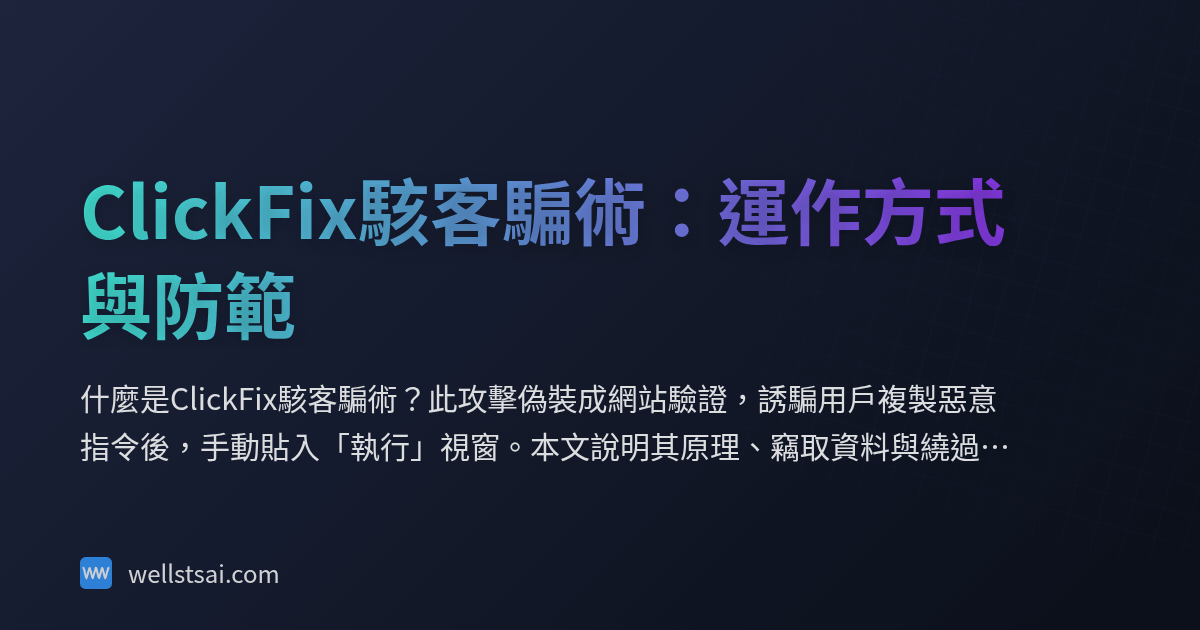 ClickFix駭客騙術：運作方式
與防範
什麼是ClickFix駭客騙術？此攻擊偽裝成網站驗證，誘騙用戶複製惡意
指令後，手動貼入「執行」視窗。本文說明其原理、竊取資料與繞過⋯
wellstsai.com